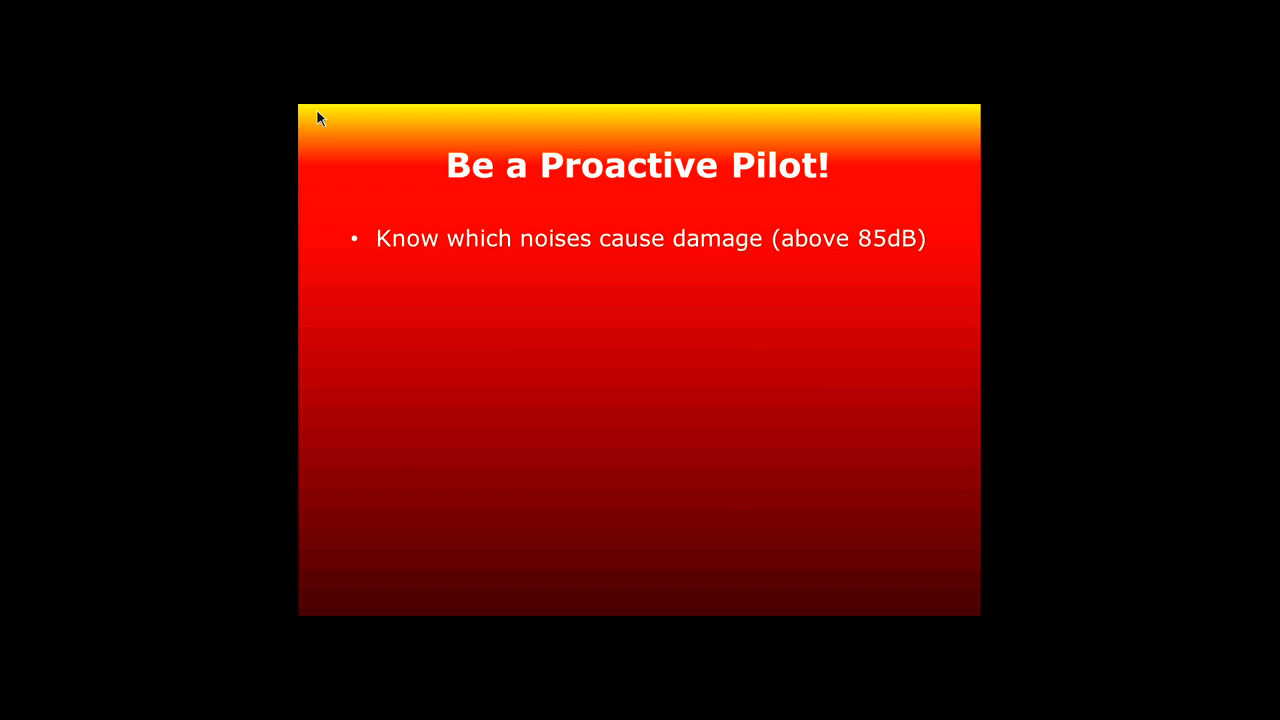 Be a Proactive Pilot!
• Know which noises cause damage (above 85dB)